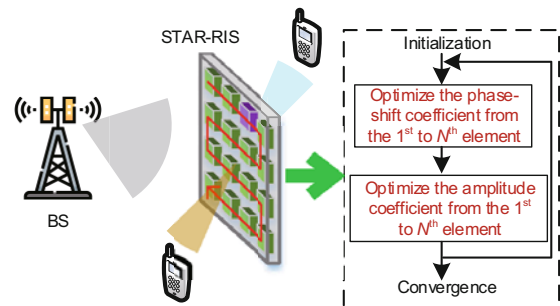 STAR-RIS
BS
Initialization
Optimize the phase-
shift coefficient from
the 1st to Nth element
Optimize the amplitude
coefficient from the 1st
to Nth element
Convergence